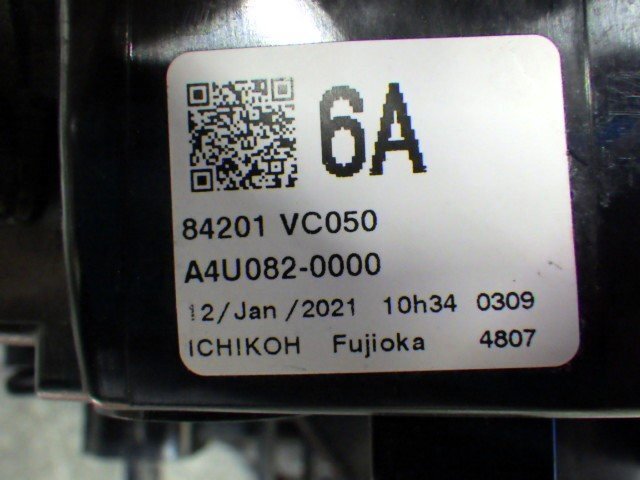 6A
84201 VC050
A4U082-0000
12/Jan/2021 10h34 0309
ICHIKOH Fujioka 4807